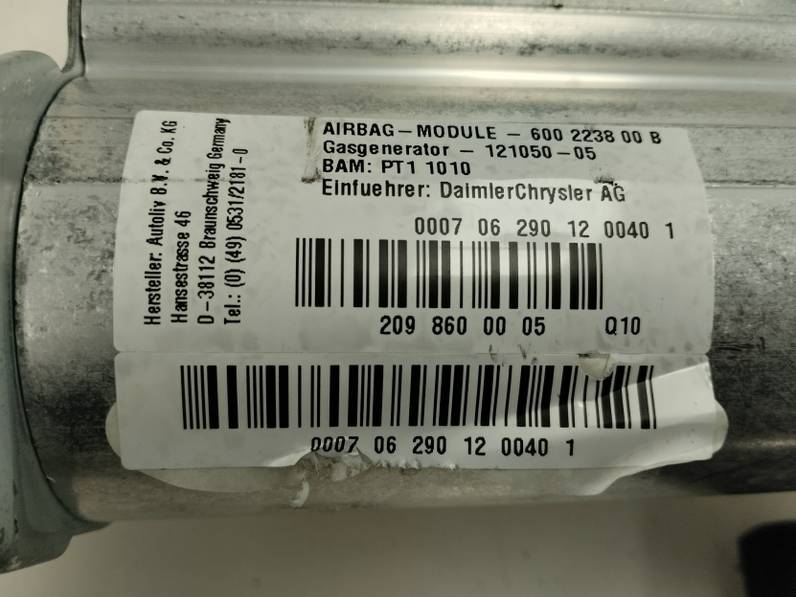 Hersteller: Autoliv B.V. & Co. KG
Hansestrasse 46
D-38112 Braunschweig Germany
Tel.: (0) (49) 0531/2181-0
AIRBAG-MODULE - 600 2238 00 B
Gasgenerator - 121050-05
BAM: PT1 1010
Einfuehrer: DaimlerChrysler AG
0007 06 290 12 0040 1
209 860 00 05 Q10
0007 06 290 12 0040 1